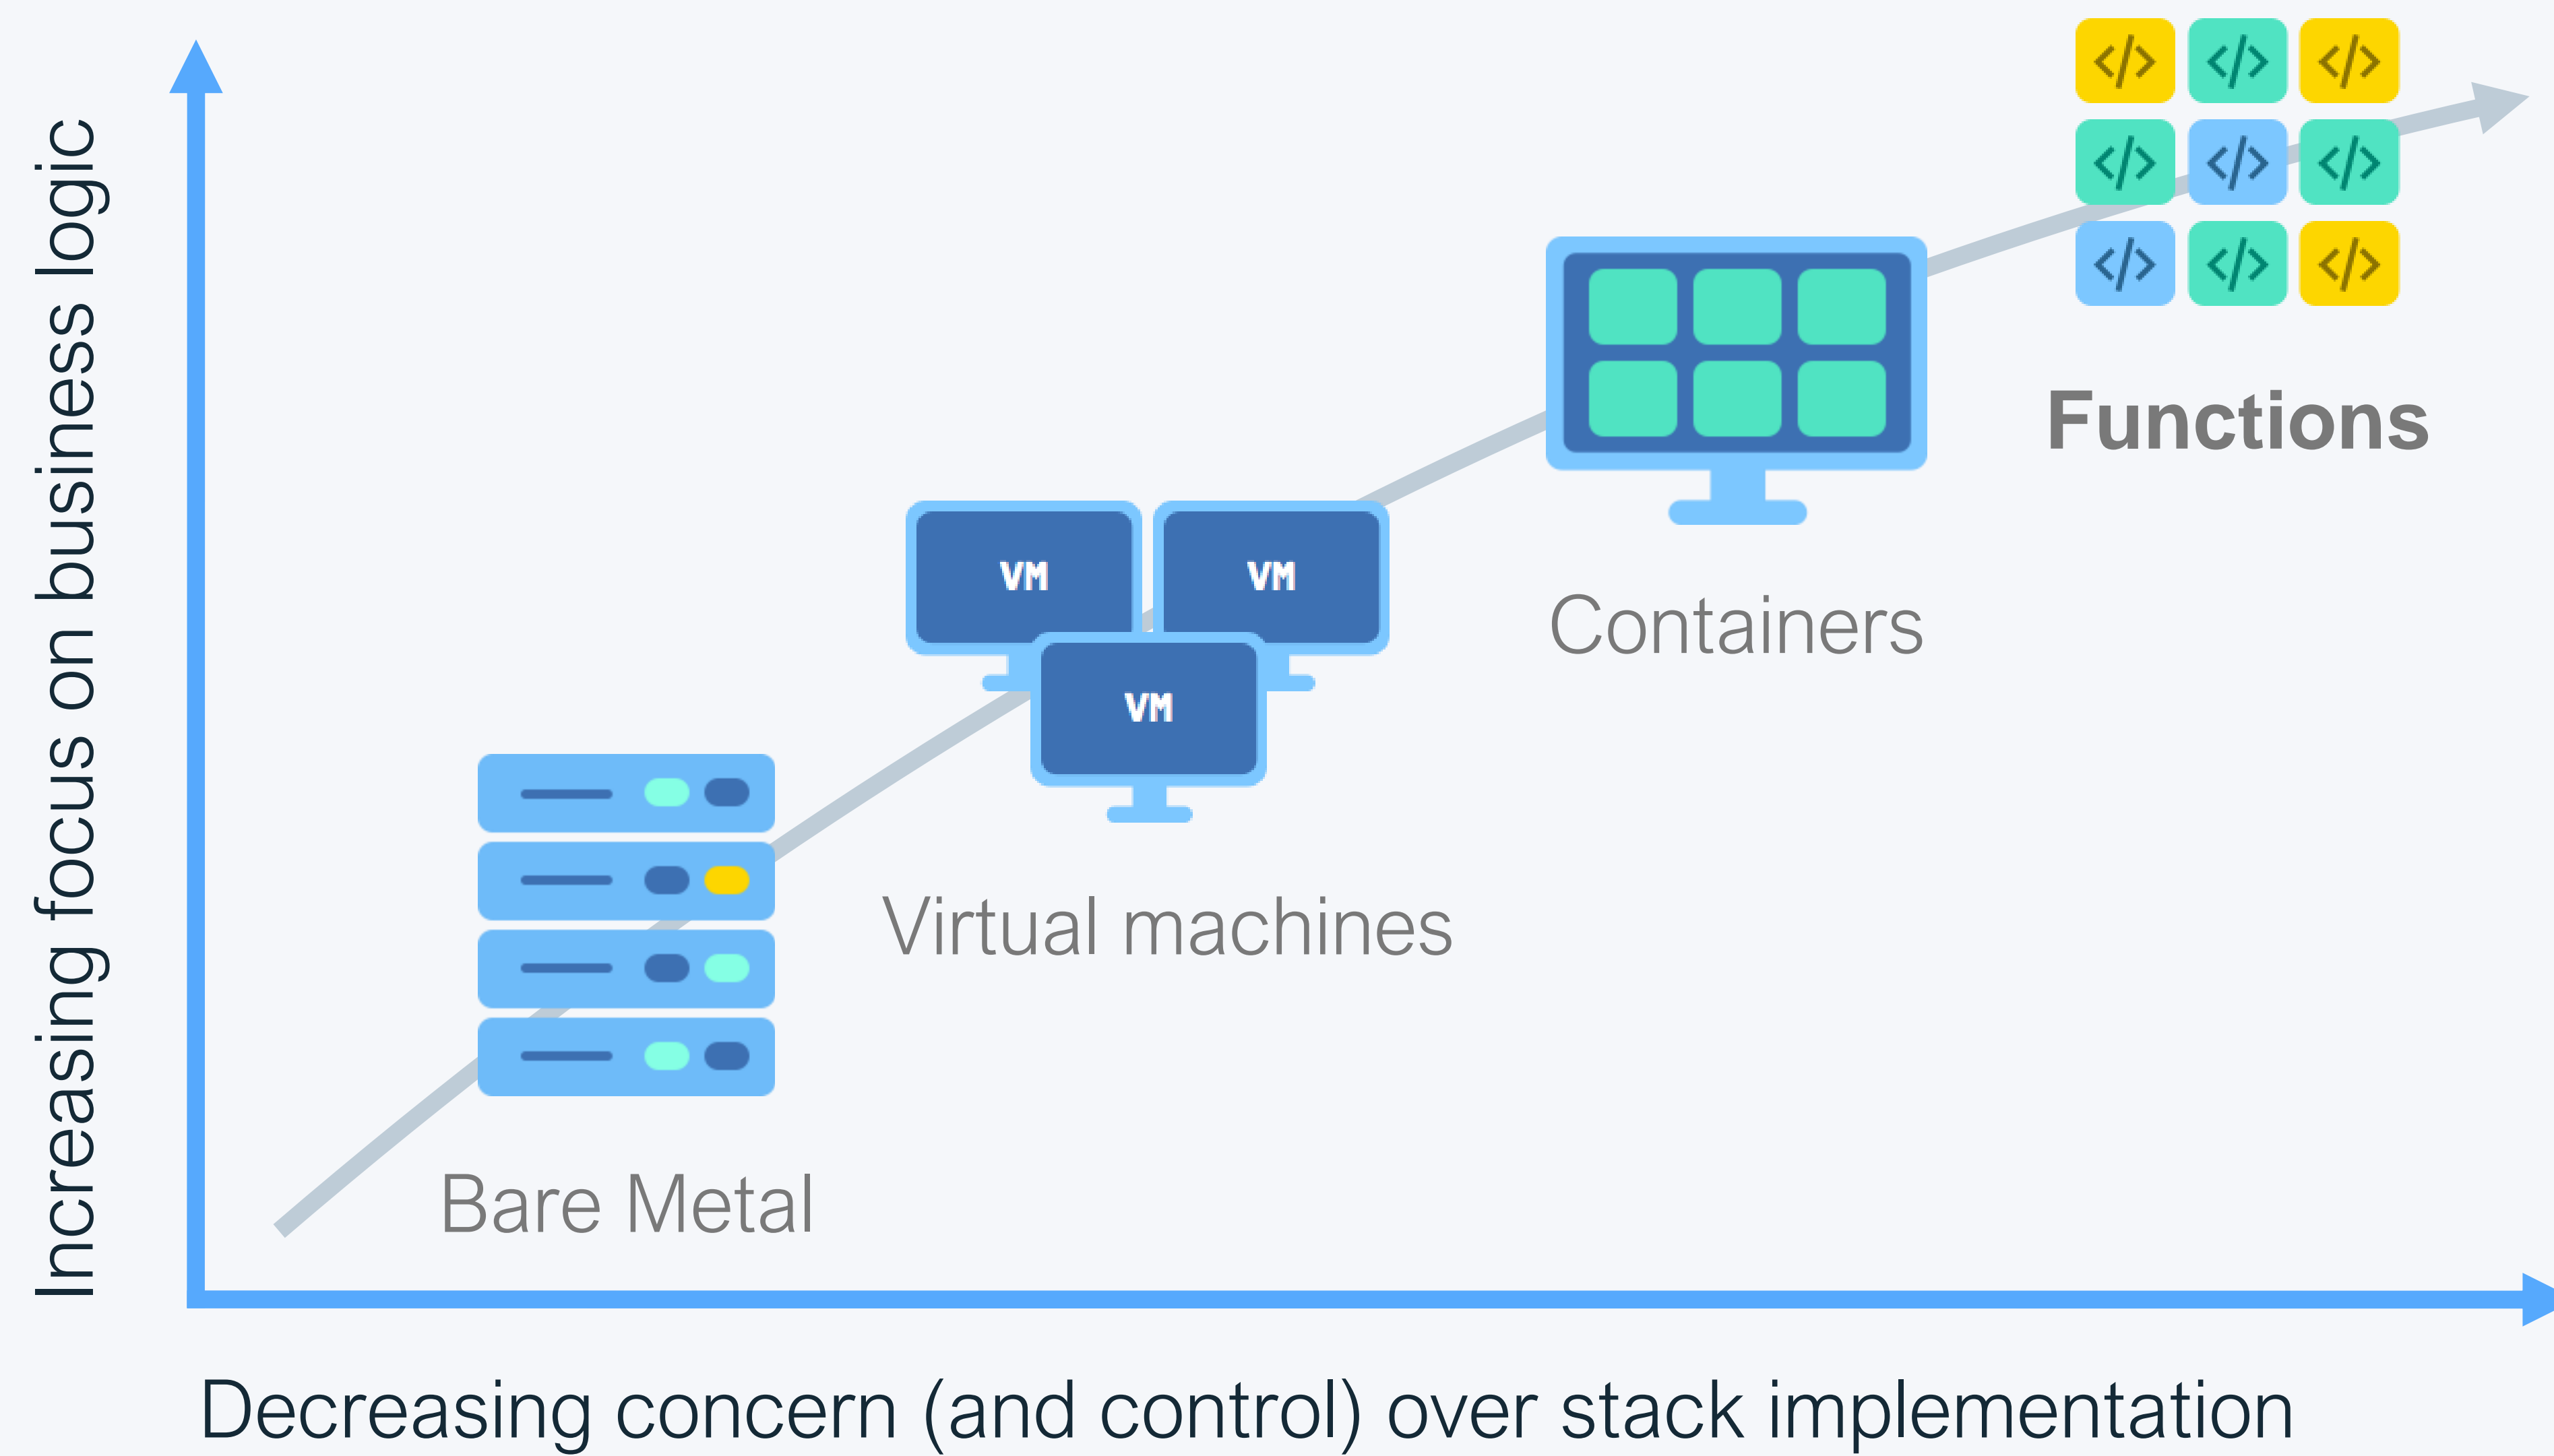 Increasing focus on business logic
</>
</>
</>
</>
</>
</>
</>
</>
</>
Functions
Containers
VM
VM
VM
Virtual machines
Bare Metal
Decreasing concern (and control) over stack implementation